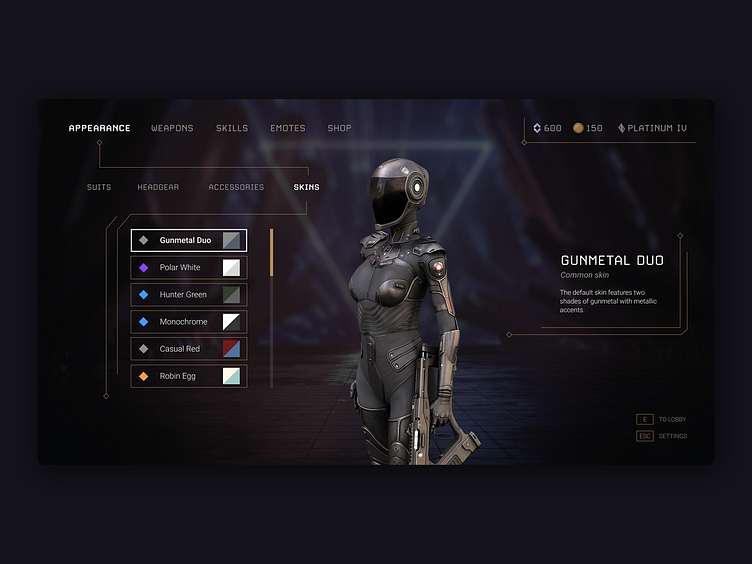 APPEARANCE WEAPONS SKILLS EMOTES SHOP 600 150 PLATINUM IV
SUITS HEADGEAR ACCESSORIES SKINS
Gunmetal Duo
Polar White
Hunter Green
Monochrome
Casual Red
Robin Egg
GUNMETAL DUO
Common skin
The default skin features two
shades of gunmetal with metallic
accents.
E TO LOBBY
ESC SETTINGS